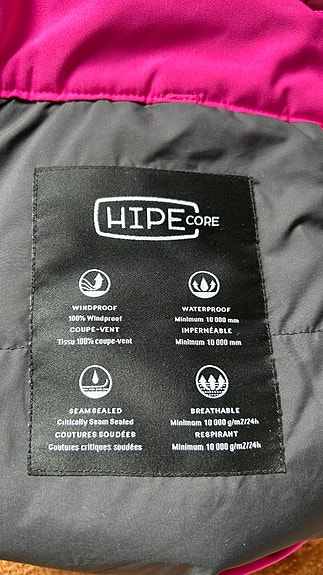 HIPE CORE
WINDPROOF
100% Windproof
COUPE-VENT
Tissu 100% coupe-vent
WATERPROOF
Minimum 10 000 mm
IMPERMÉABLE
Minimum 10 000 mm
SEAMSEALED
Critically Seam Sealed
COUTURES SOUDÉES
Coutures critiques soudées
BREATHABLE
Minimum 10 000 g/m2/24h
RESPIRANT
Minimum 10 000 g/m2/24h